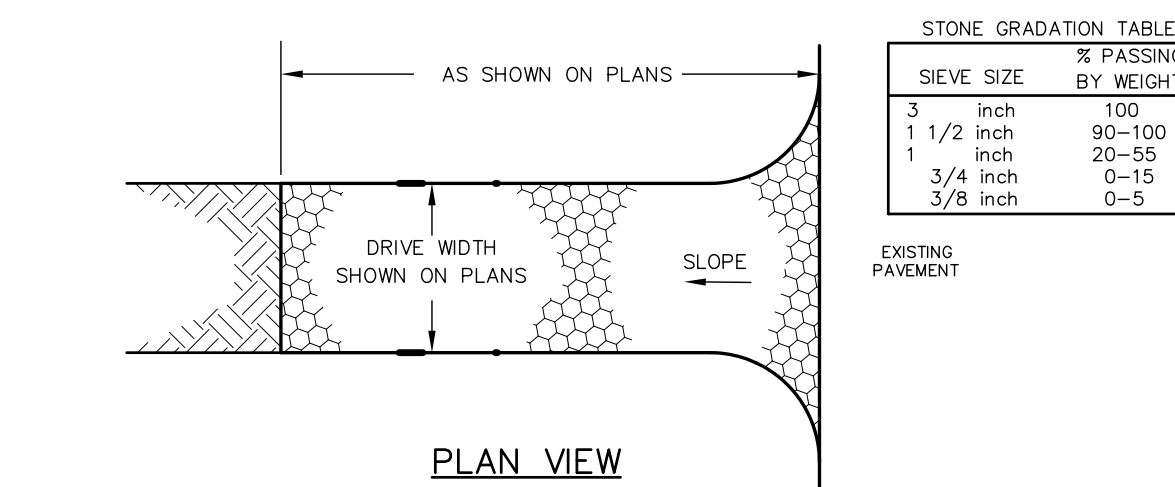 STONE GRADATION TABLE
SIEVE SIZE % PASSING BY WEIGHT
3 inch 100
1 1/2 inch 90-100
1 inch 20-55
3/4 inch 0-15
3/8 inch 0-5
AS SHOWN ON PLANS
DRIVE WIDTH
SHOWN ON PLANS
SLOPE
EXISTING
PAVEMENT
PLAN VIEW